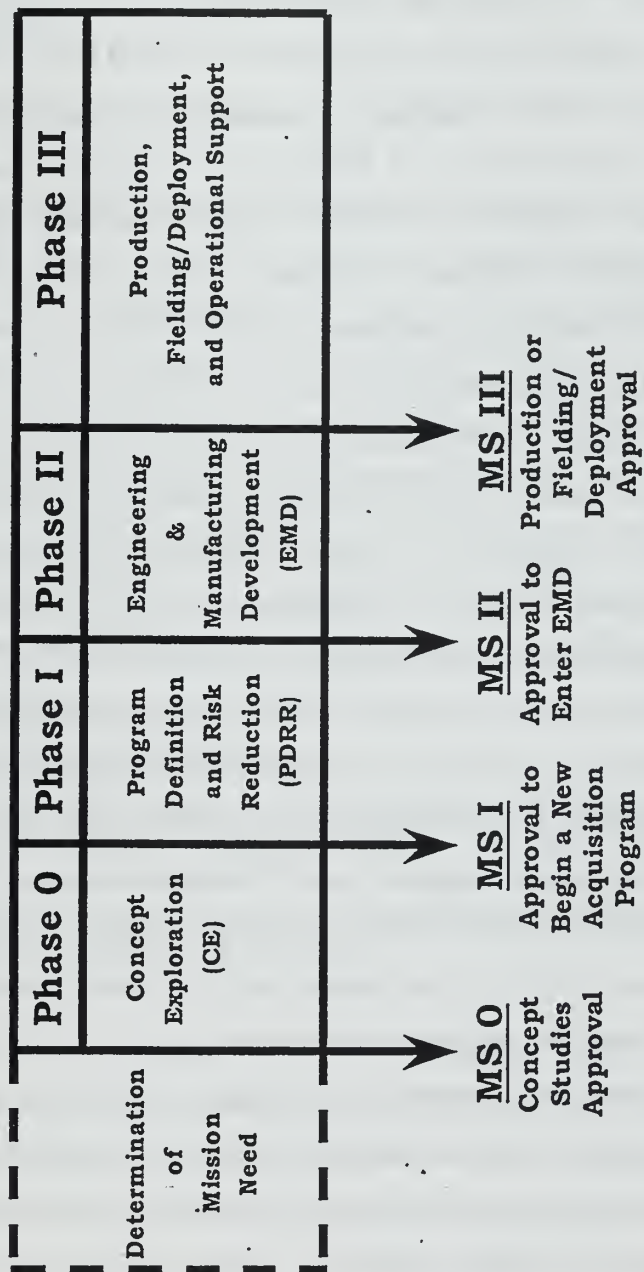 Determination
of
Mission
Need
Phase 0
Concept
Exploration
(CE)
Phase I
Program
Definition
and Risk
Reduction
(PDRR)
Phase II
Engineering
&
Manufacturing
Development
(EMD)
Phase III
Production,
Fielding/Deployment,
and Operational Support
MS 0
Concept
Studies
Approval
MS I
Approval to
Begin a New
Acquisition
Program
MS II
Approval to
Enter EMD
MS III
Production or
Fielding/
Deployment
Approval